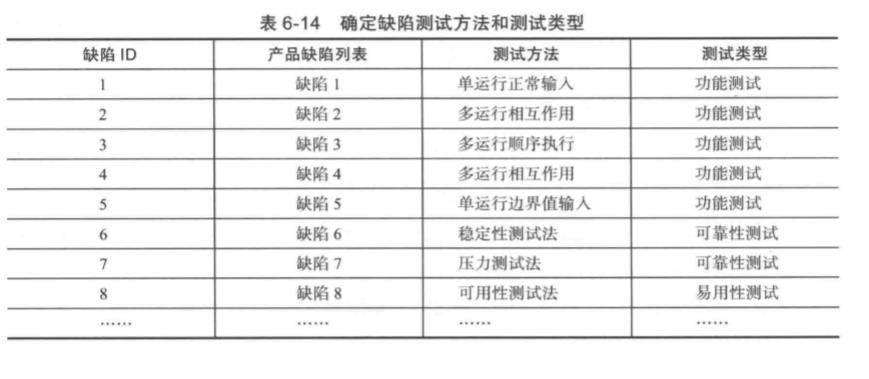 表 6-14 确定缺陷测试方法和测试类型
缺陷 ID 产品缺陷列表 测试方法 测试类型
1 缺陷 1 单运行正常输入 功能测试
2 缺陷 2 多运行相互作用 功能测试
3 缺陷 3 多运行顺序执行 功能测试
4 缺陷 4 多运行相互作用 功能测试
5 缺陷 5 单运行边界值输入 功能测试
6 缺陷 6 稳定性测试法 可靠性测试
7 缺陷 7 压力测试法 可靠性测试
8 缺陷 8 可用性测试法 易用性测试
…… …… …… ……